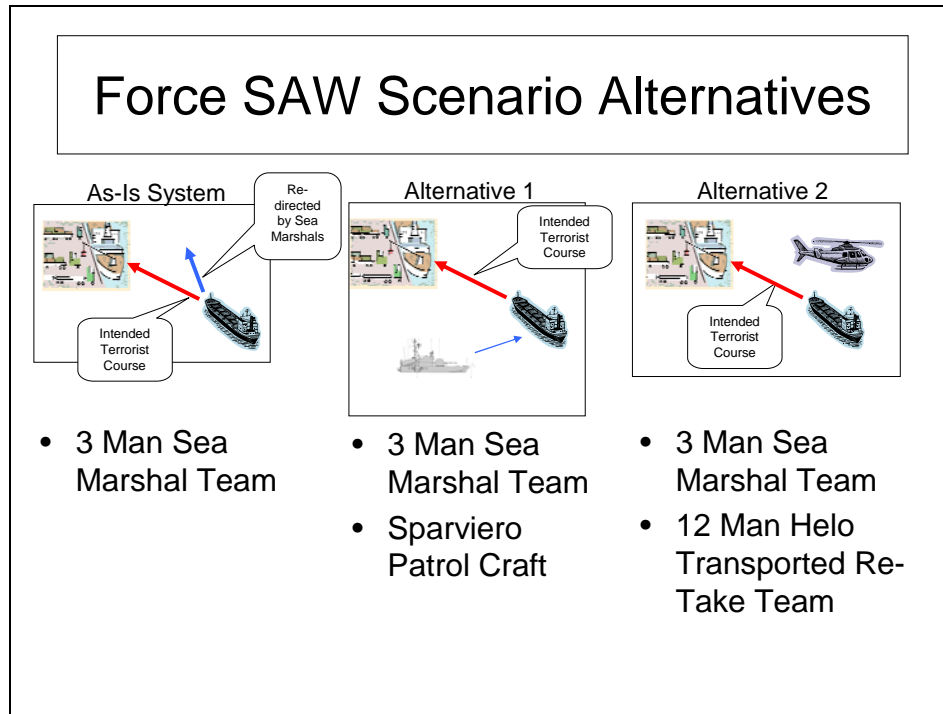 Force SAW Scenario Alternatives
As-Is System
Re-
directed
by Sea
Marshals
Intended
Terrorist
Course
• 3 Man Sea
Marshal Team
Alternative 1
Intended
Terrorist
Course
• 3 Man Sea
Marshal Team
• Sparviero
Patrol Craft
Alternative 2
Intended
Terrorist
Course
• 3 Man Sea
Marshal Team
• 12 Man Helo
Transported Re-
Take Team